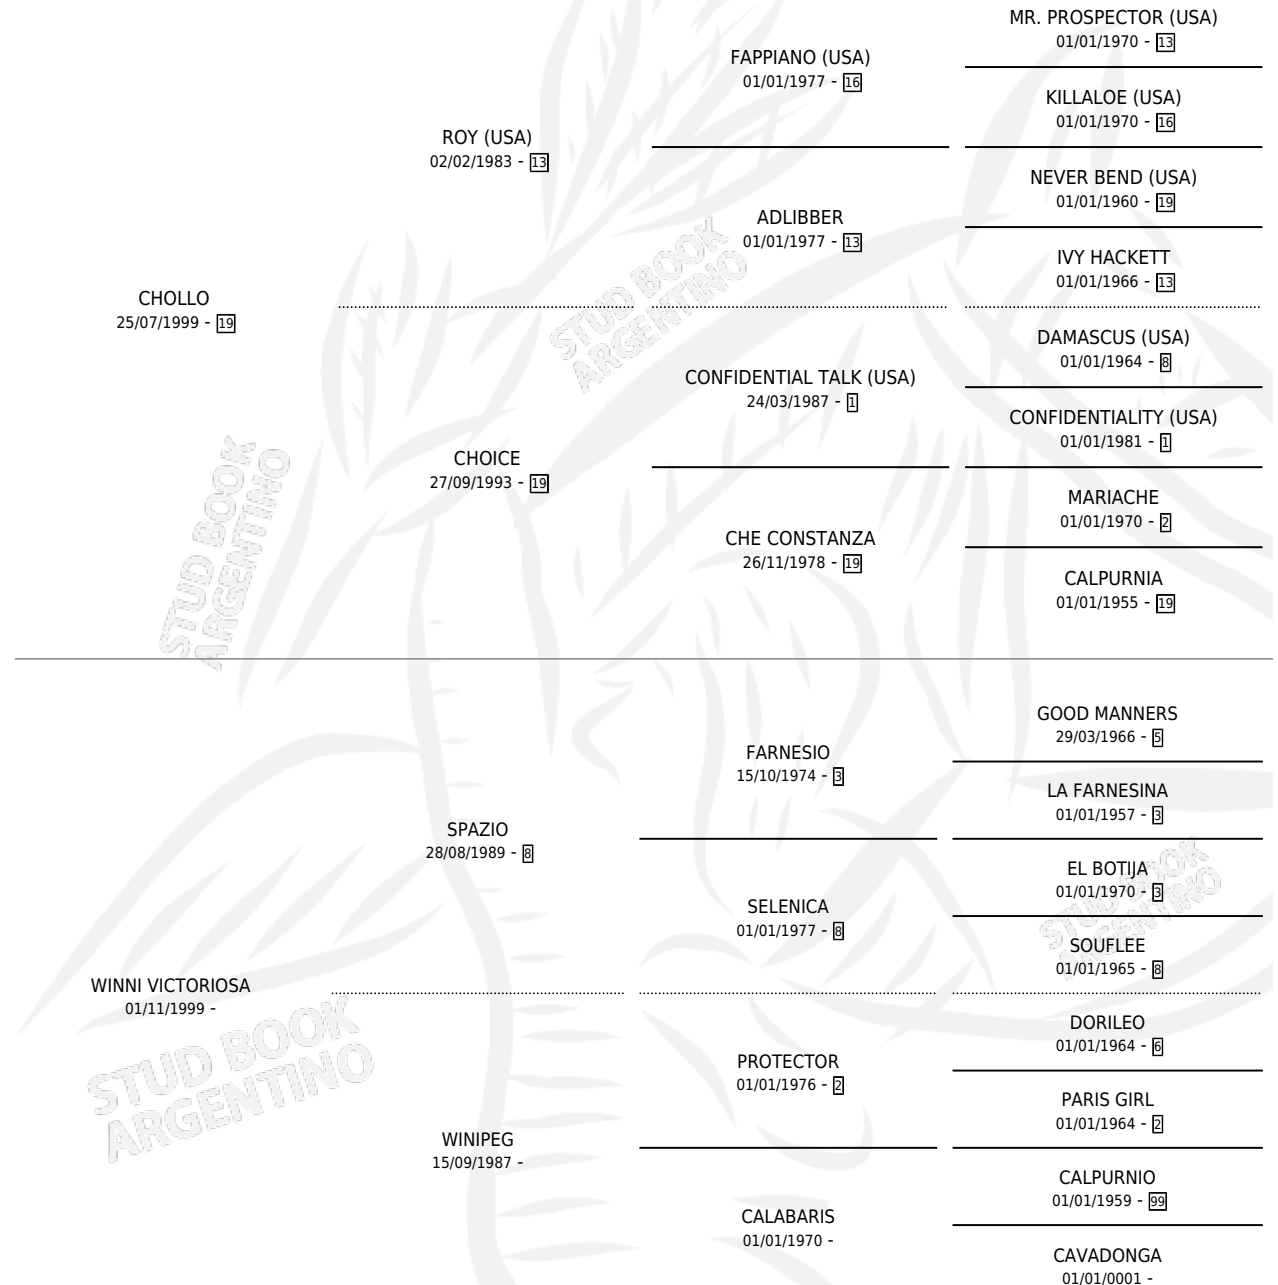 MR. PROSPECTOR (USA)
01/01/1970 - 13
FAPPIANO (USA)
01/01/1977 - 16
KILLALOE (USA)
01/01/1970 - 16
ROY (USA)
02/02/1983 - 13
NEVER BEND (USA)
01/01/1960 - 19
ADLIBBER
01/01/1977 - 13
IVY HACKETT
01/01/1966 - 13
CHOLLO
25/07/1999 - 19
STUD BOOK
ARGENTINO
DAMASCUS (USA)
01/01/1964 - 8
CONFIDENTIAL TALK (USA)
24/03/1987 - 1
CONFIDENTIALITY (USA)
01/01/1981 - 1
CHOICE
27/09/1993 - 19
MARIACHE
01/01/1970 - 2
CHE CONSTANZA
26/11/1978 - 19
CALPURNIA
01/01/1955 - 19
STUD BOOK
ARGENTINO
GOOD MANNERS
29/03/1966 - 5
FARNESIO
15/10/1974 - 3
LA FARNESINA
01/01/1957 - 3
SPAZIO
28/08/1989 - 8
EL BOTIJA
01/01/1970 - 3
SELENICA
01/01/1977 - 8
SOUFLEE
01/01/1965 - 8
STUD BOOK
ARGENTINO
WINNI VICTORIOSA
01/11/1999 -
STUD BOOK
ARGENTINO
DORILEO
01/01/1964 - 6
PROTECTOR
01/01/1976 - 2
PARIS GIRL
01/01/1964 - 2
WINIPEG
15/09/1987 -
CALPURNIO
01/01/1959 - 99
CALABARIS
01/01/1970 -
CAVADONGA
01/01/0001 -